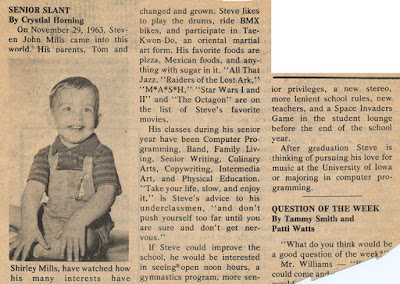 SENIOR SLANT
By Crystal Horning
On November 29, 1963, Stev-
en John Mills came into this
world. His parents, Tom and
Shirley Mills, have watched how
his many interests have
changed and grown. Steve likes
to play the drums, ride BMX
bikes, and participate in Tae-
Kwon-Do, an oriental martial
art form. His favorite foods are
pizza, Mexican foods, and any-
thing with sugar in it. "All That
Jazz," "Raiders of the Lost Ark,"
"M*A*S*H," "Star Wars I and
II" and "The Octagon" are on
the list of Steve's favorite
movies.
His classes during his senior
year have been Computer Pro-
gramming, Band, Family Liv-
ing, Senior Writing, Culinary
Arts, Copywriting, Intermedia
Art, and Physical Education.
"Take your life, slow, and enjoy
it," is Steve's advice to his
underclassmen, "and don't
push yourself too far until you
are sure and don't get ner-
vous."
If Steve could improve the
school, he would be interested
in seeing open noon hours, a
gymnastics program, more sen-
ior privileges, a new stereo,
more lenient school rules, new
teachers, and a Space Invaders
Game in the student lounge
before the end of the school
year.
After graduation Steve is
thinking of pursuing his love for
music at the University of Iowa
or majoring in computer pro-
gramming.
QUESTION OF THE WEEK
By Tammy Smith and
Patti Watts
"What do you think would be
a good question of the week?"
Mr. Williams —
could come and